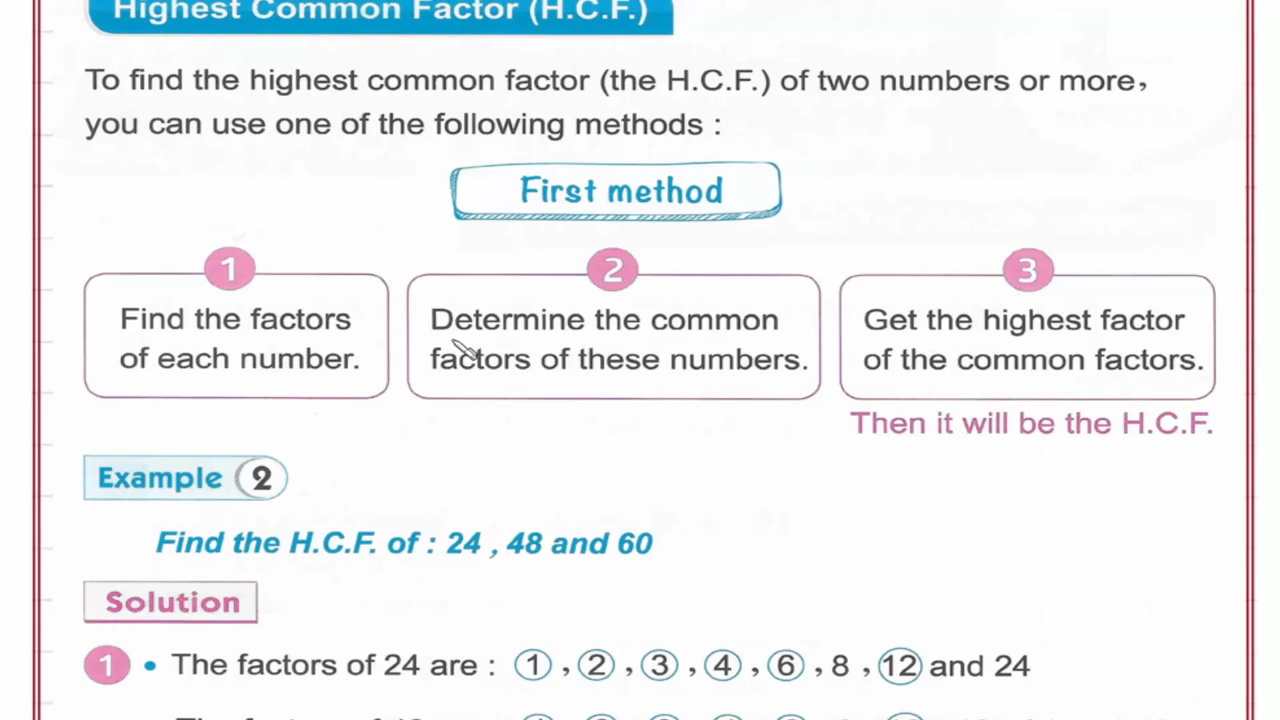 Highest Common Factor (H.C.F.)
To find the highest common factor (the H.C.F.) of two numbers or more,
you can use one of the following methods :
First method
1
Find the factors
of each number.
2
Determine the common
factors of these numbers.
3
Get the highest factor
of the common factors.
Then it will be the H.C.F.
Example 2
Find the H.C.F. of : 24 , 48 and 60
Solution
1 • The factors of 24 are : 1 , 2 , 3 , 4 , 6 , 8 , 12 and 24